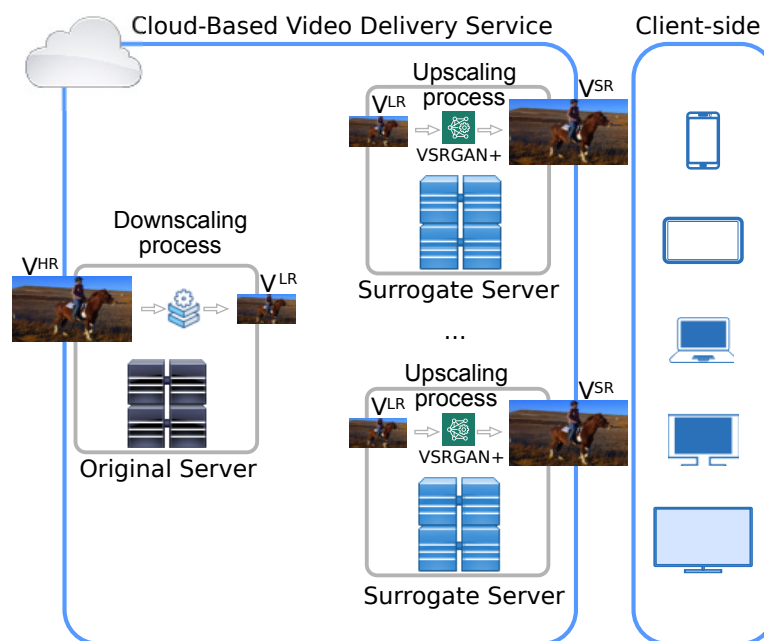 Cloud-Based Video Delivery Service
Client-side
Upscaling
process
V^LR
V^SR
VSRGAN+
Surrogate Server
Downscaling
process
V^HR
V^LR
Original Server
...
Upscaling
process
V^LR
V^SR
VSRGAN+
Surrogate Server